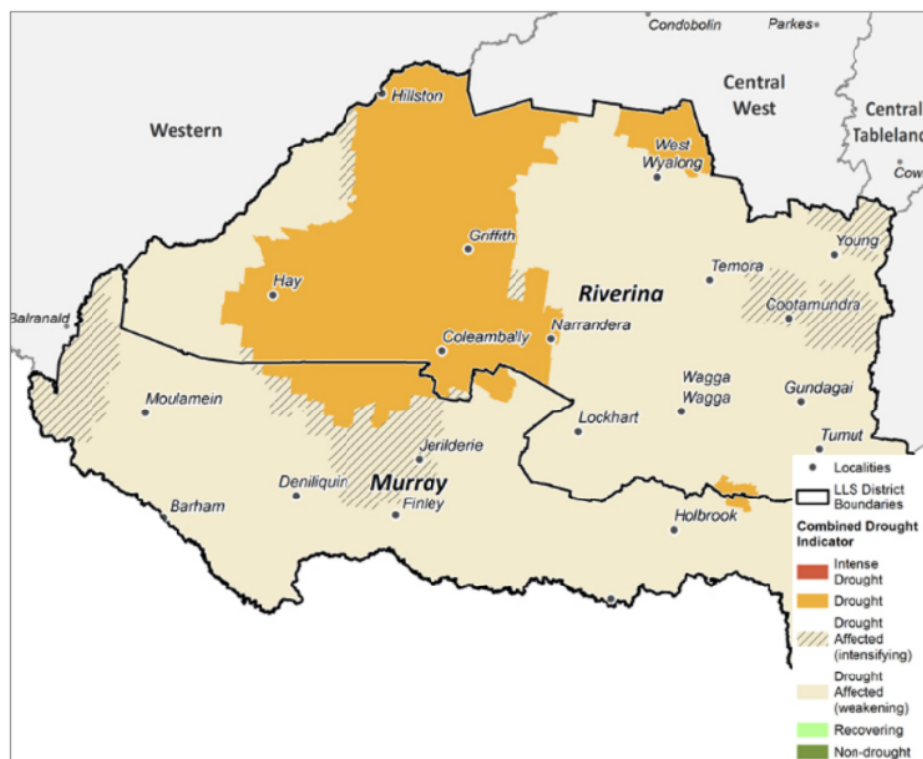 Condobolin
Parkes
Central
West
Hillston
Western
Central
Tableland
West
Wyalong
Cow
Griffith
Young
Temora
Hay
Riverina
Cootamundra
Balranald
Narrandera
Coleambally
Wagga
Wagga
Gundagai
Moulamein
Lockhart
Tumut
Jerilderie
Deniliquin
Murray
Finley
Barham
Holbrook
Localities
LLS District
Boundaries
Combined Drought
Indicator
Intense
Drought
Drought
Drought
Affected
(intensifying)
Drought
Affected
(weakening)
Recovering
Non-drought